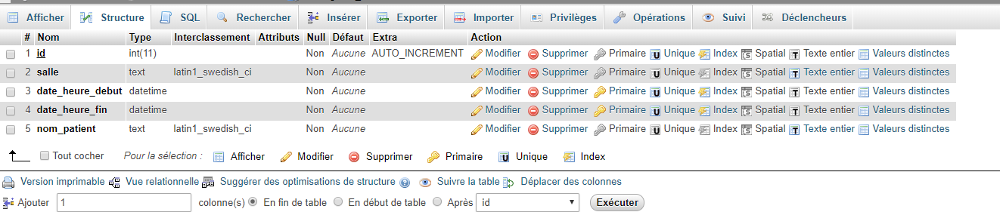 Afficher Structure SQL Rechercher Insérer Exporter Importer Privilèges Opérations Suivi Déclencheurs
# Nom Type Interclassement Attributs Null Défaut Extra Action
1 id int(11) Non Aucune AUTO_INCREMENT Modifier Supprimer Primaire Unique Index Spatial Texte entier Valeurs distinctes
2 salle text latin1_swedish_ci Non Aucune Modifier Supprimer Primaire Unique Index Spatial Texte entier Valeurs distinctes
3 date_heure_debut datetime Non Aucune Modifier Supprimer Primaire Unique Index Spatial Texte entier Valeurs distinctes
4 date_heure_fin datetime Non Aucune Modifier Supprimer Primaire Unique Index Spatial Texte entier Valeurs distinctes
5 nom_patient text latin1_swedish_ci Non Aucune Modifier Supprimer Primaire Unique Index Spatial Texte entier Valeurs distinctes
Tout cocher Pour la sélection : Afficher Modifier Supprimer Primaire Unique Index
Version imprimable Vue relationnelle Suggérer des optimisations de structure Suivre la table Déplacer des colonnes
Ajouter 1 colonne(s) En fin de table En début de table Après id Exécuter